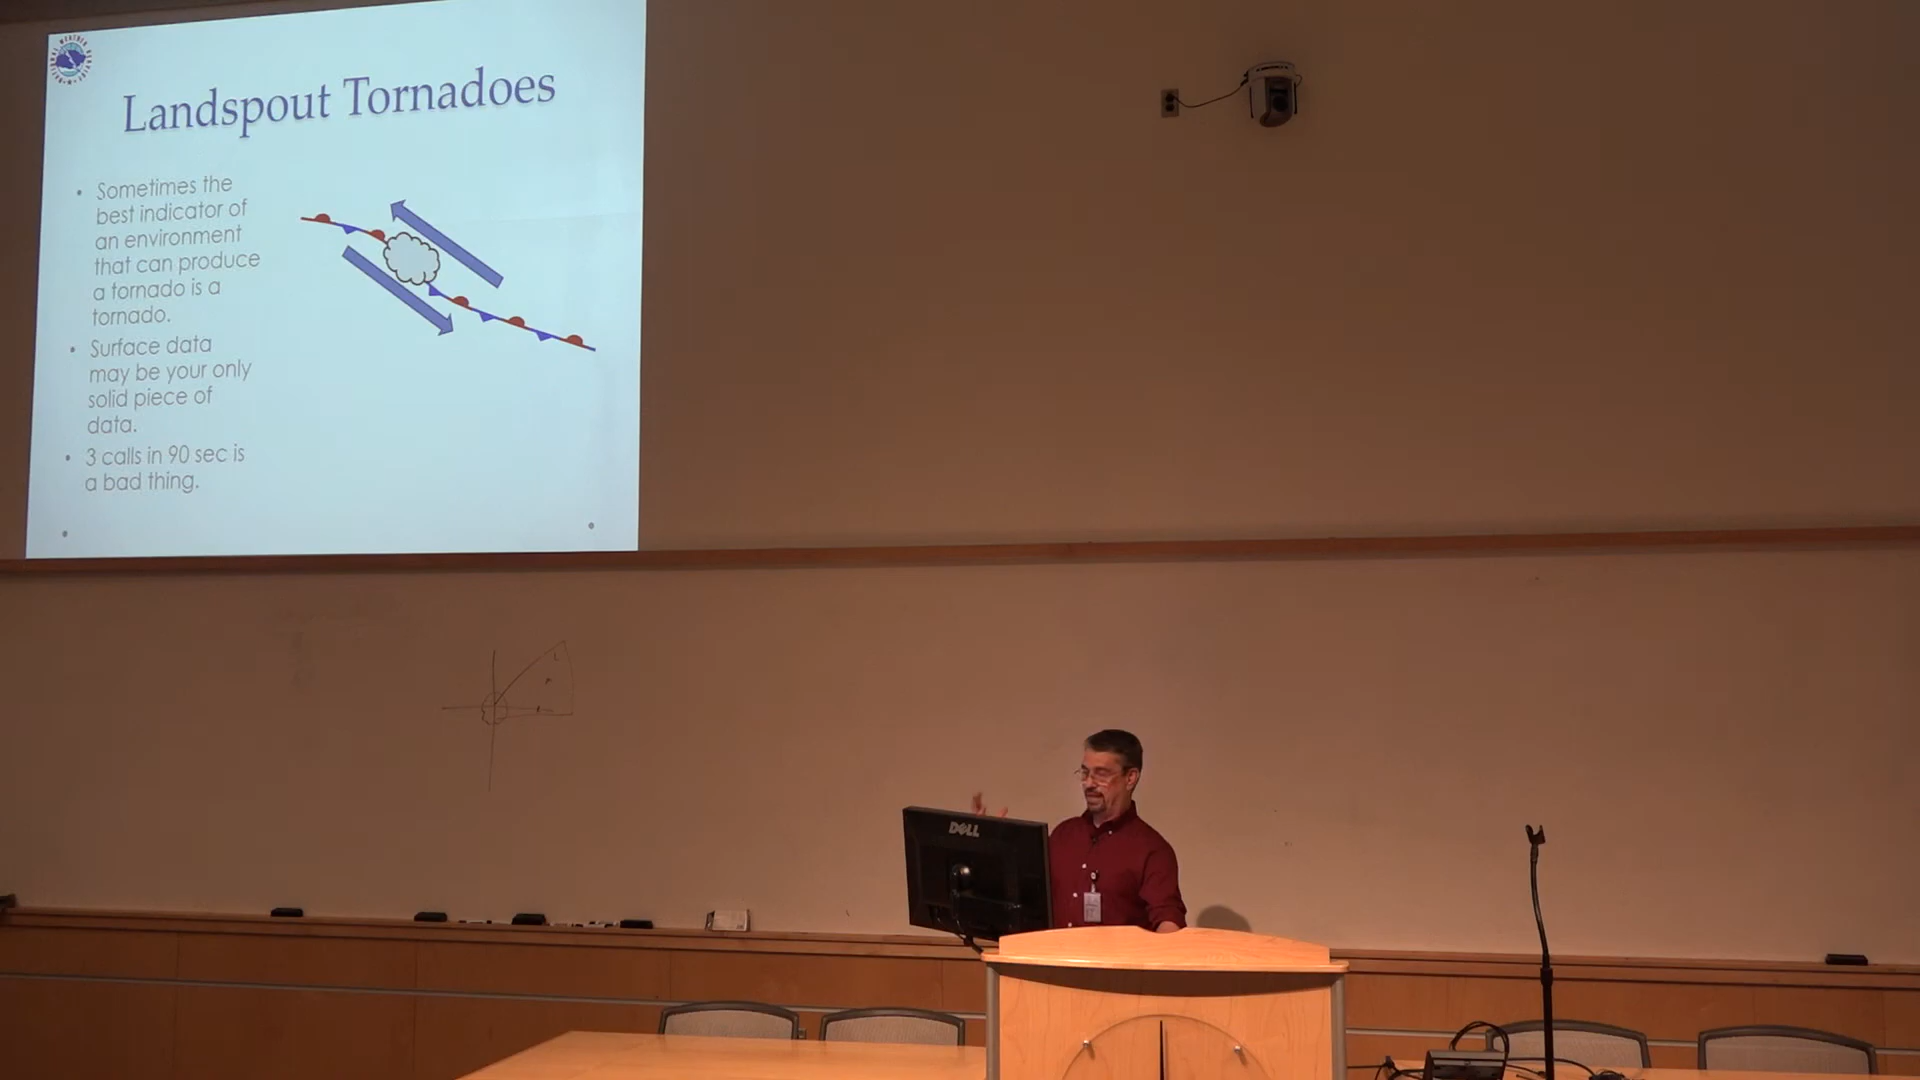 Landspout Tornadoes
• Sometimes the
best indicator of
an environment
that can produce
a tornado is a
tornado.
• Surface data
may be your only
solid piece of
data.
• 3 calls in 90 sec is
a bad thing.
DELL